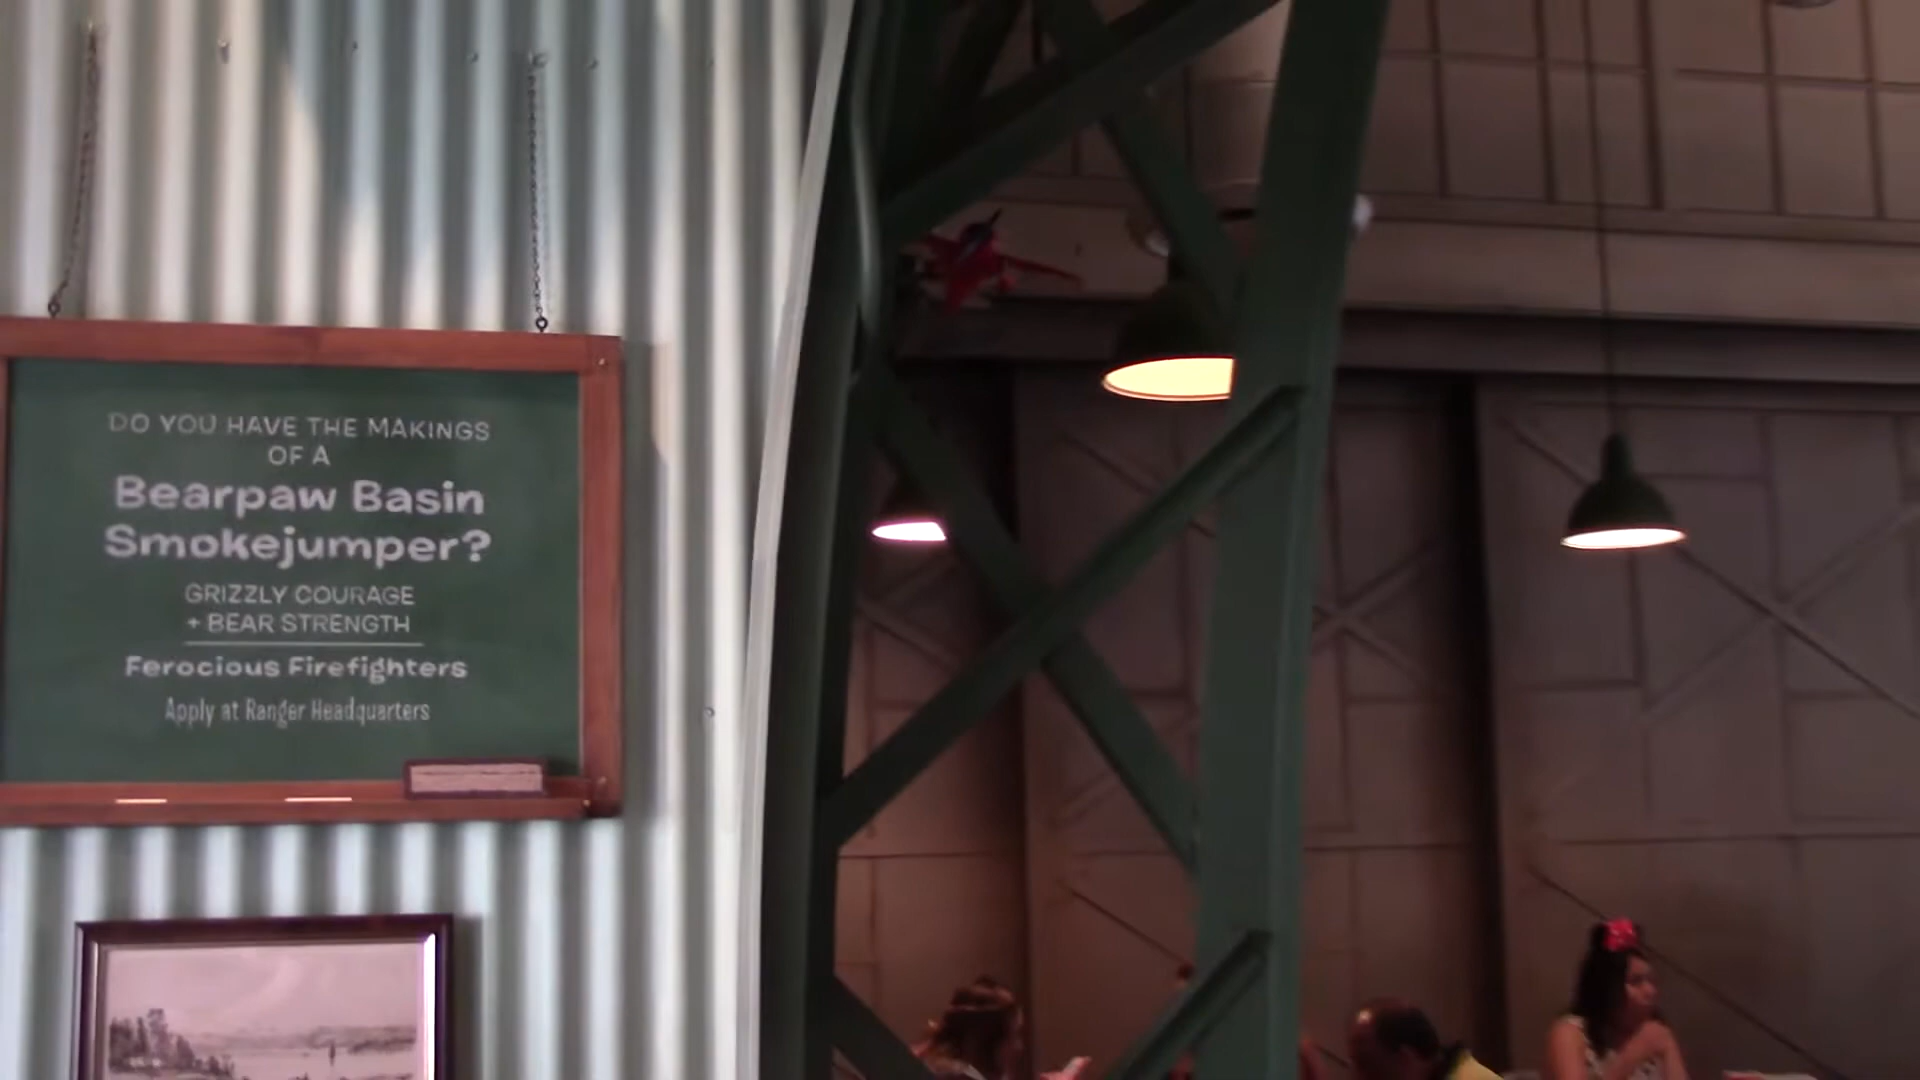 DO YOU HAVE THE MAKINGS
OF A
Bearpaw Basin
Smokejumper?
GRIZZLY COURAGE
+ BEAR STRENGTH
Ferocious Firefighters
Apply at Ranger Headquarters